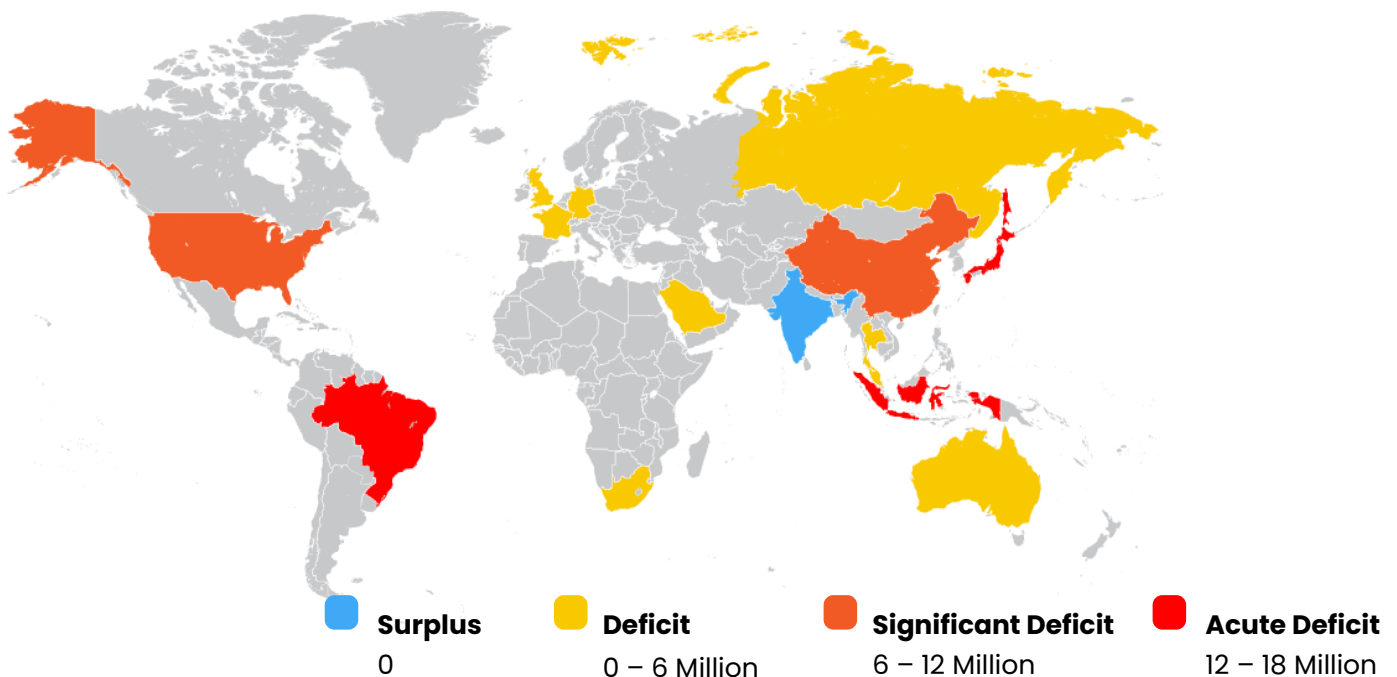 Surplus
0
Deficit
0 – 6 Million
Significant Deficit
6 – 12 Million
Acute Deficit
12 – 18 Million